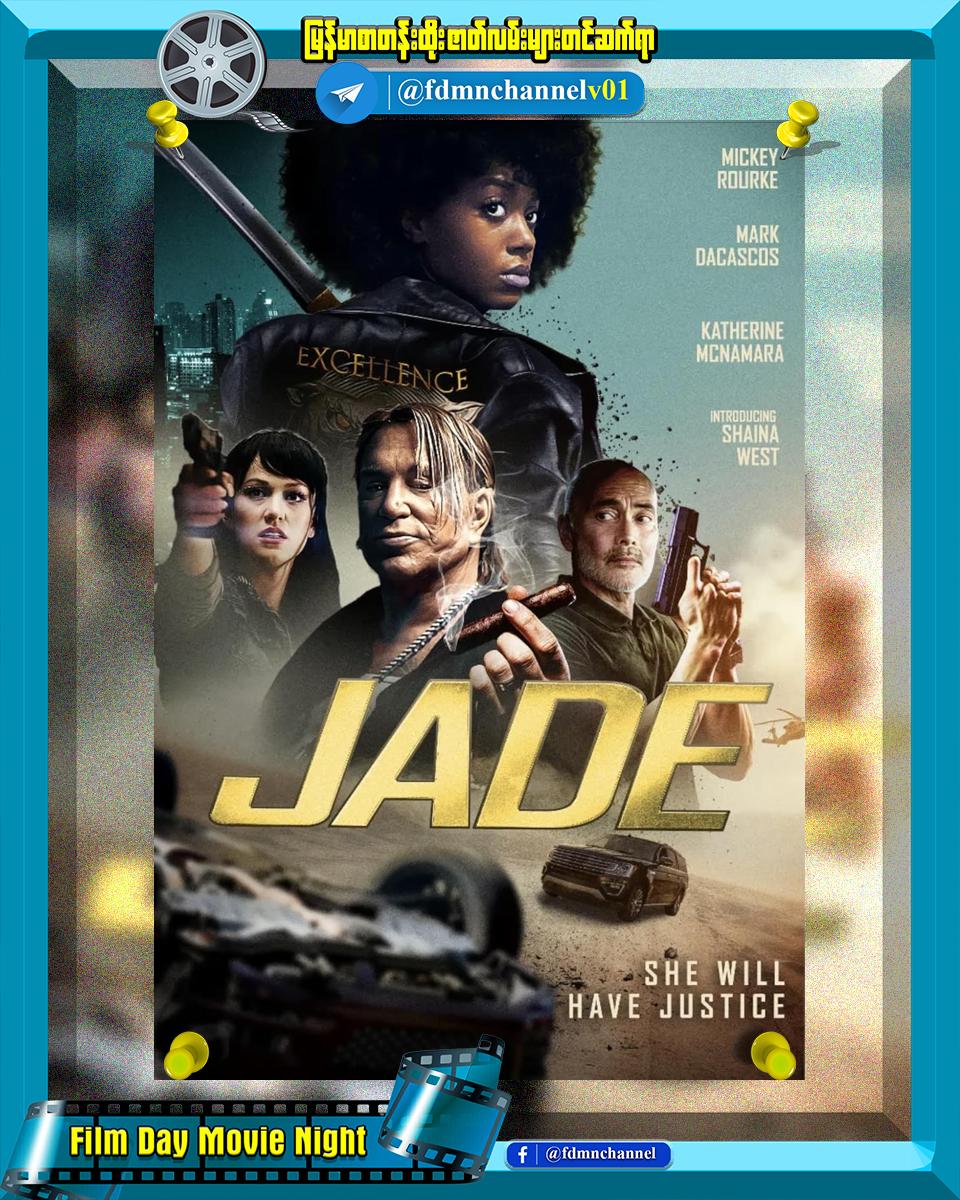 မြန်မာစာတန်းထိုးဇာတ်လမ်းများတင်ဆက်ရာ
@fdmnchannelv01
MICKEY
ROURKE
MARK
DACASCOS
KATHERINE
MCNAMARA
INTRODUCING
SHAINA
WEST
EXCELLENCE
JADE
SHE WILL
HAVE JUSTICE
Film Day Movie Night
@fdmnchannel